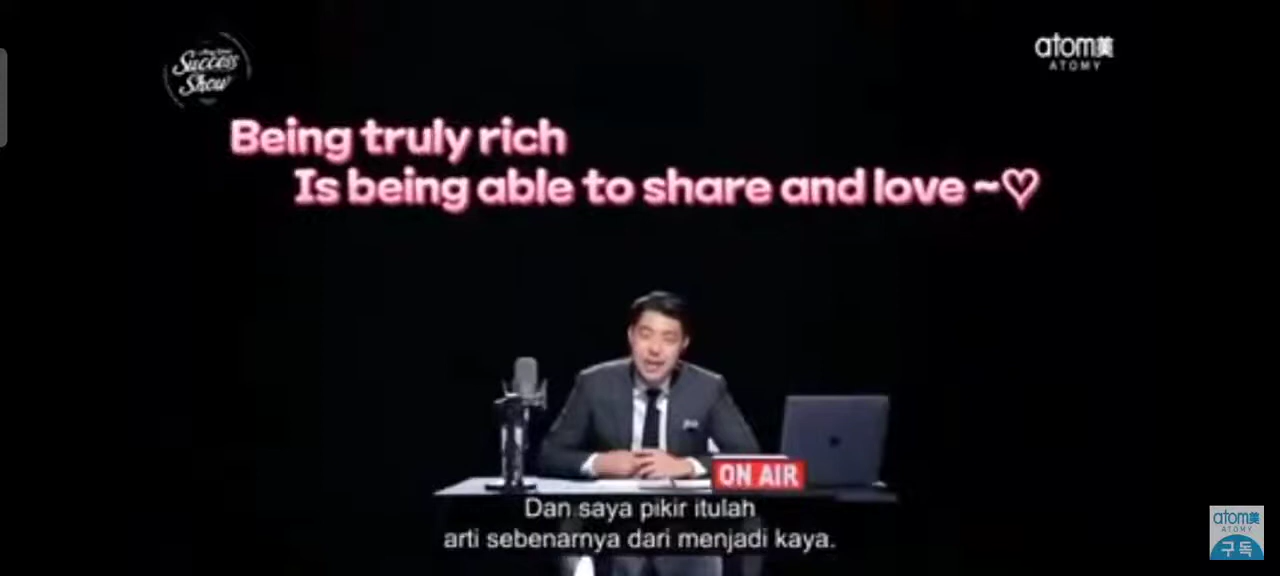 Success
Show
atom美
ATOMY
Being truly rich
Is being able to share and love ~♡
ON AIR
Dan saya pikir itulah
arti sebenarnya dari menjadi kaya.
atom美
ATOMY
구독